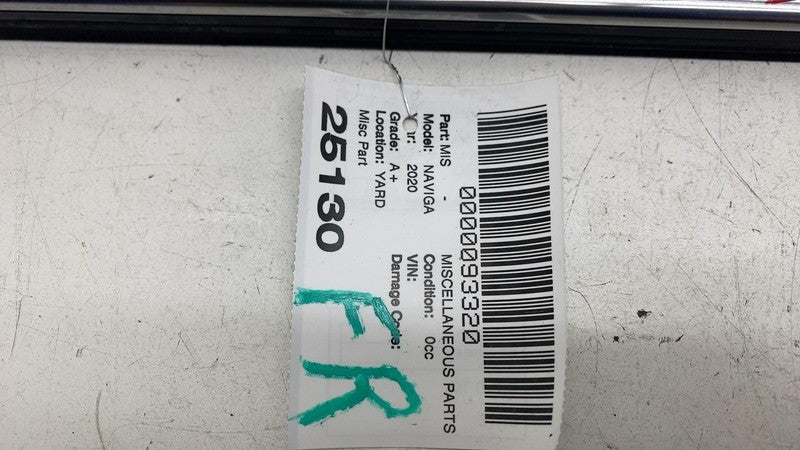 0000093320
Part: MIS - MISCELLANEOUS PARTS
Model: NAVIGA Condition: 0cc
r: 2020 VIN:
Grade: A+ Damage Code:
Location: YARD
Misc Part
25130
FR